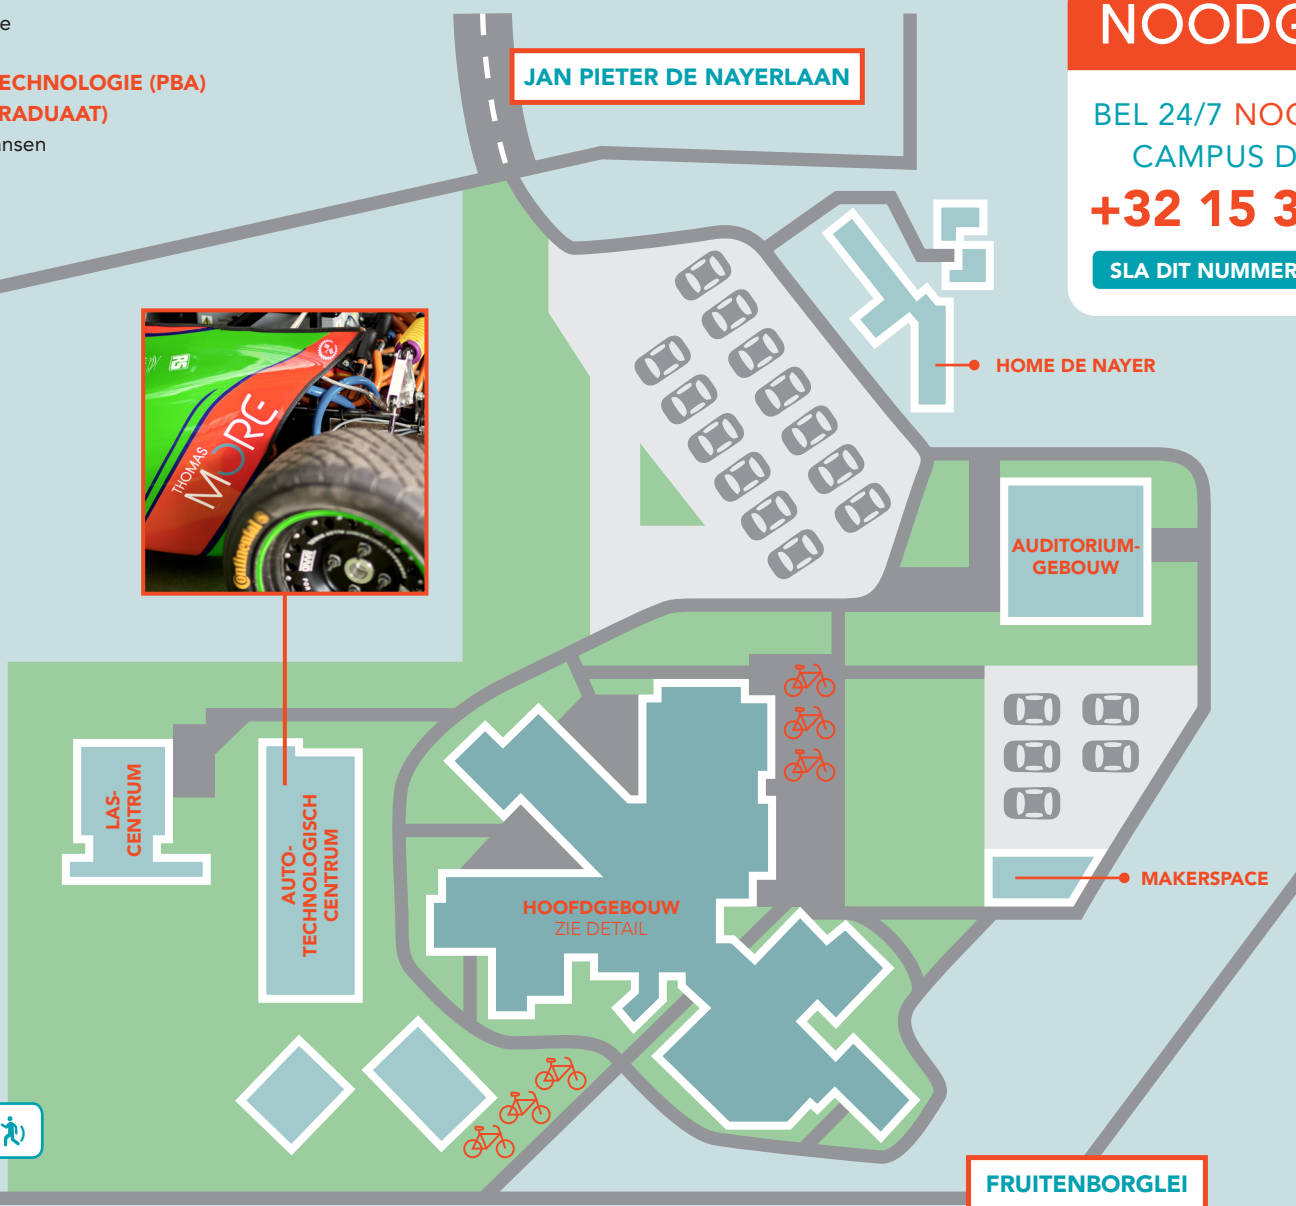 e
ECHNOLOGIE (PBA)
RADUAAT)
nsen
JAN PIETER DE NAYERLAAN
NOODG
BEL 24/7 NOO
CAMPUS D
+32 15 3
SLA DIT NUMMER
HOME DE NAYER
THOMAS
MORE
Continental
AUDITORIUM-
GEBOUW
LAS-
CENTRUM
AUTO-
TECHNOLOGISCH
CENTRUM
HOOFDGEBOUW
ZIE DETAIL
MAKERSPACE
FRUITENBORGLEI